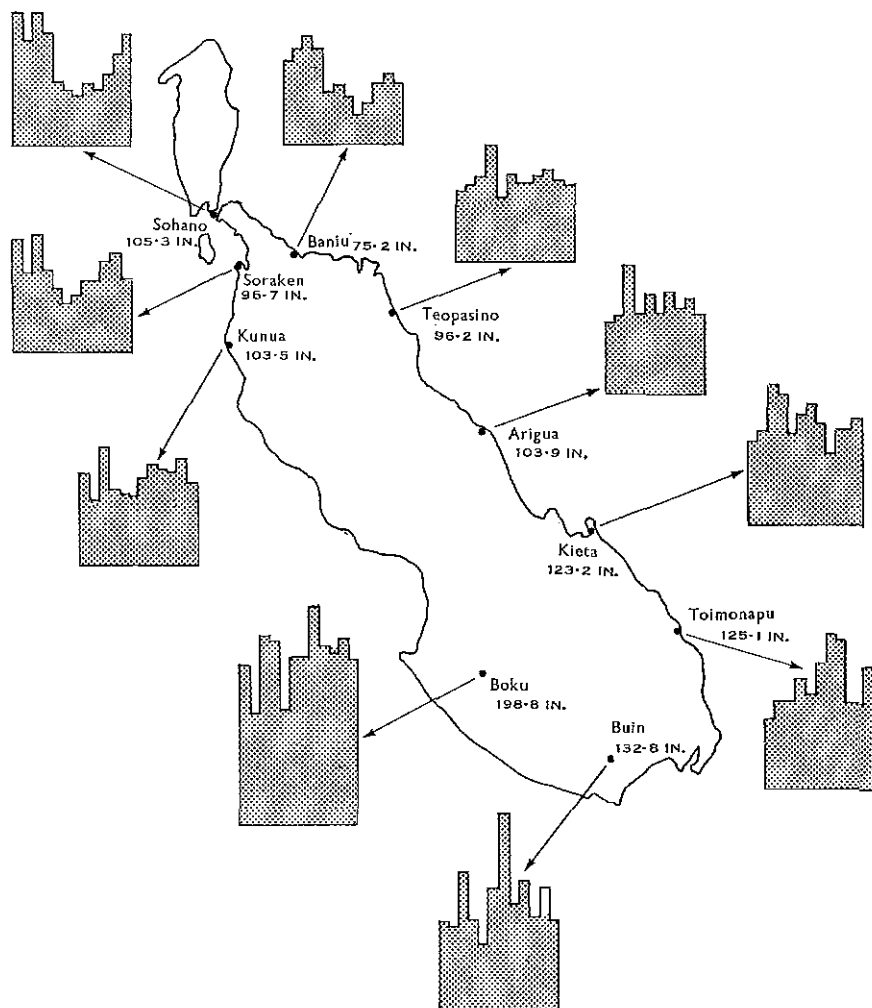 Sohano
105·3 IN.
Baniu 75·2 IN.
Soraken
96·7 IN.
Teopasino
96·2 IN.
Kunua
103·5 IN.
Arigua
103·9 IN.
Kieta
123·2 IN.
Toimonapu
125·1 IN.
Boku
198·8 IN.
Buin
132·8 IN.